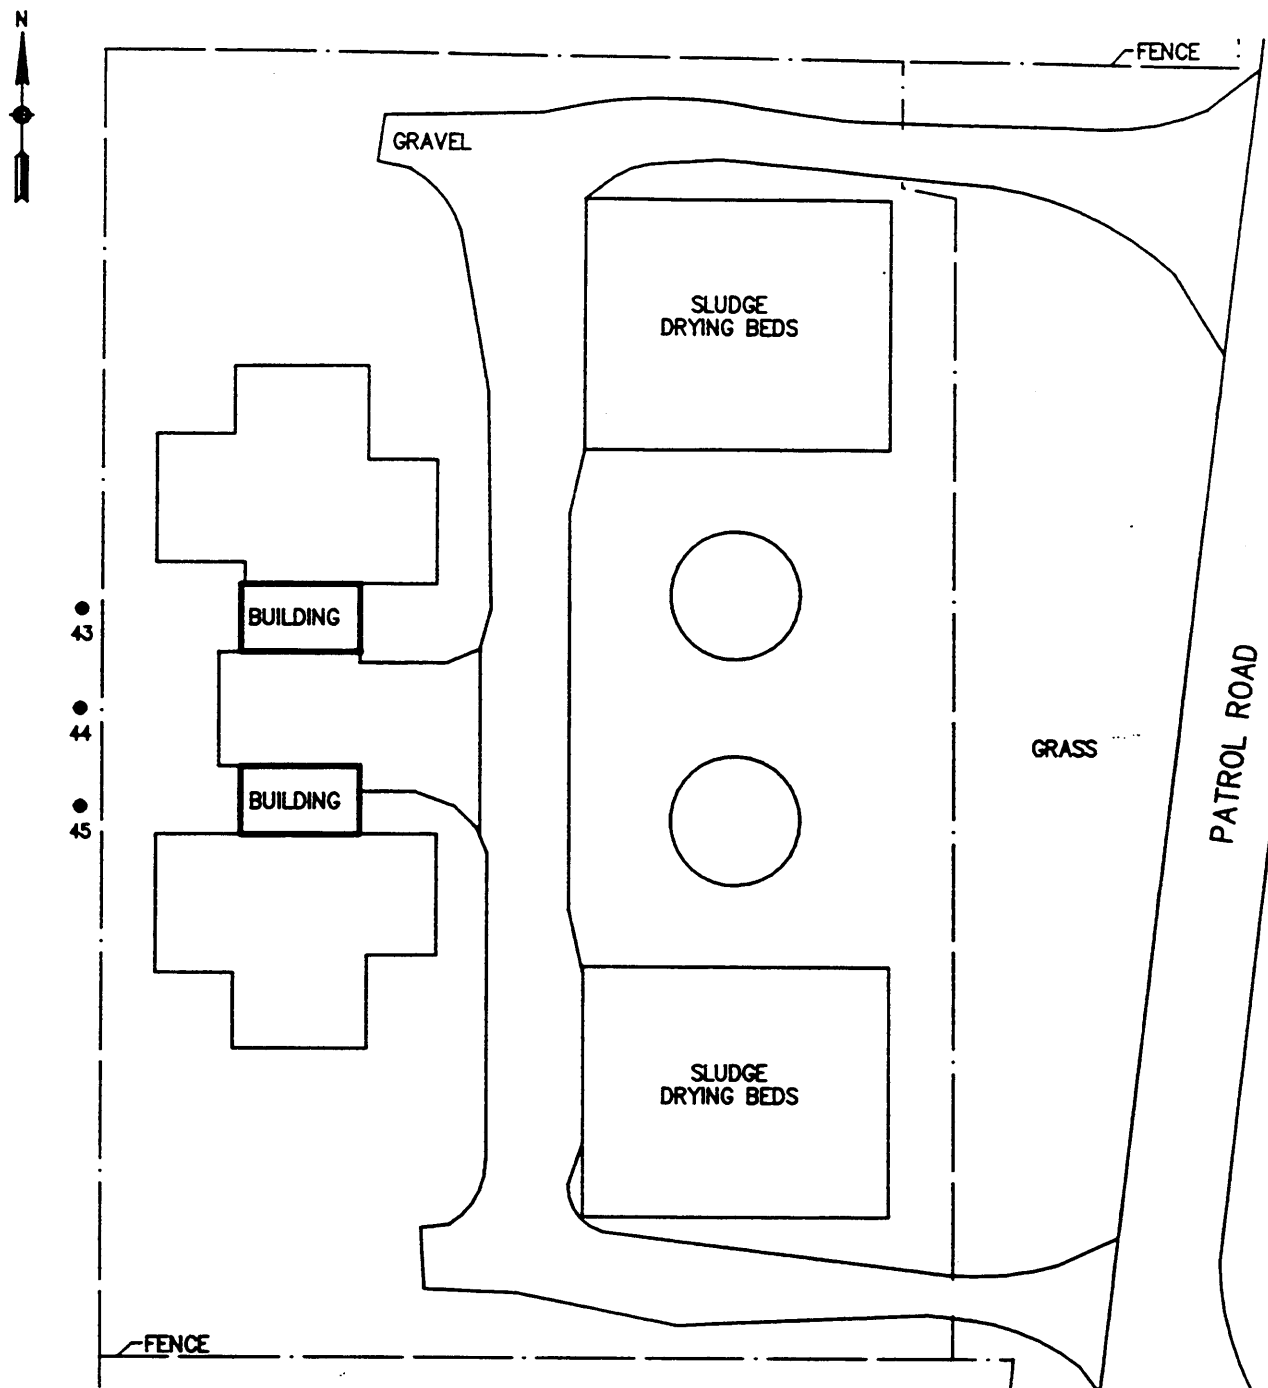 N
FENCE
GRAVEL
SLUDGE
DRYING BEDS
BUILDING
43
44
GRASS
PATROL ROAD
BUILDING
45
SLUDGE
DRYING BEDS
FENCE